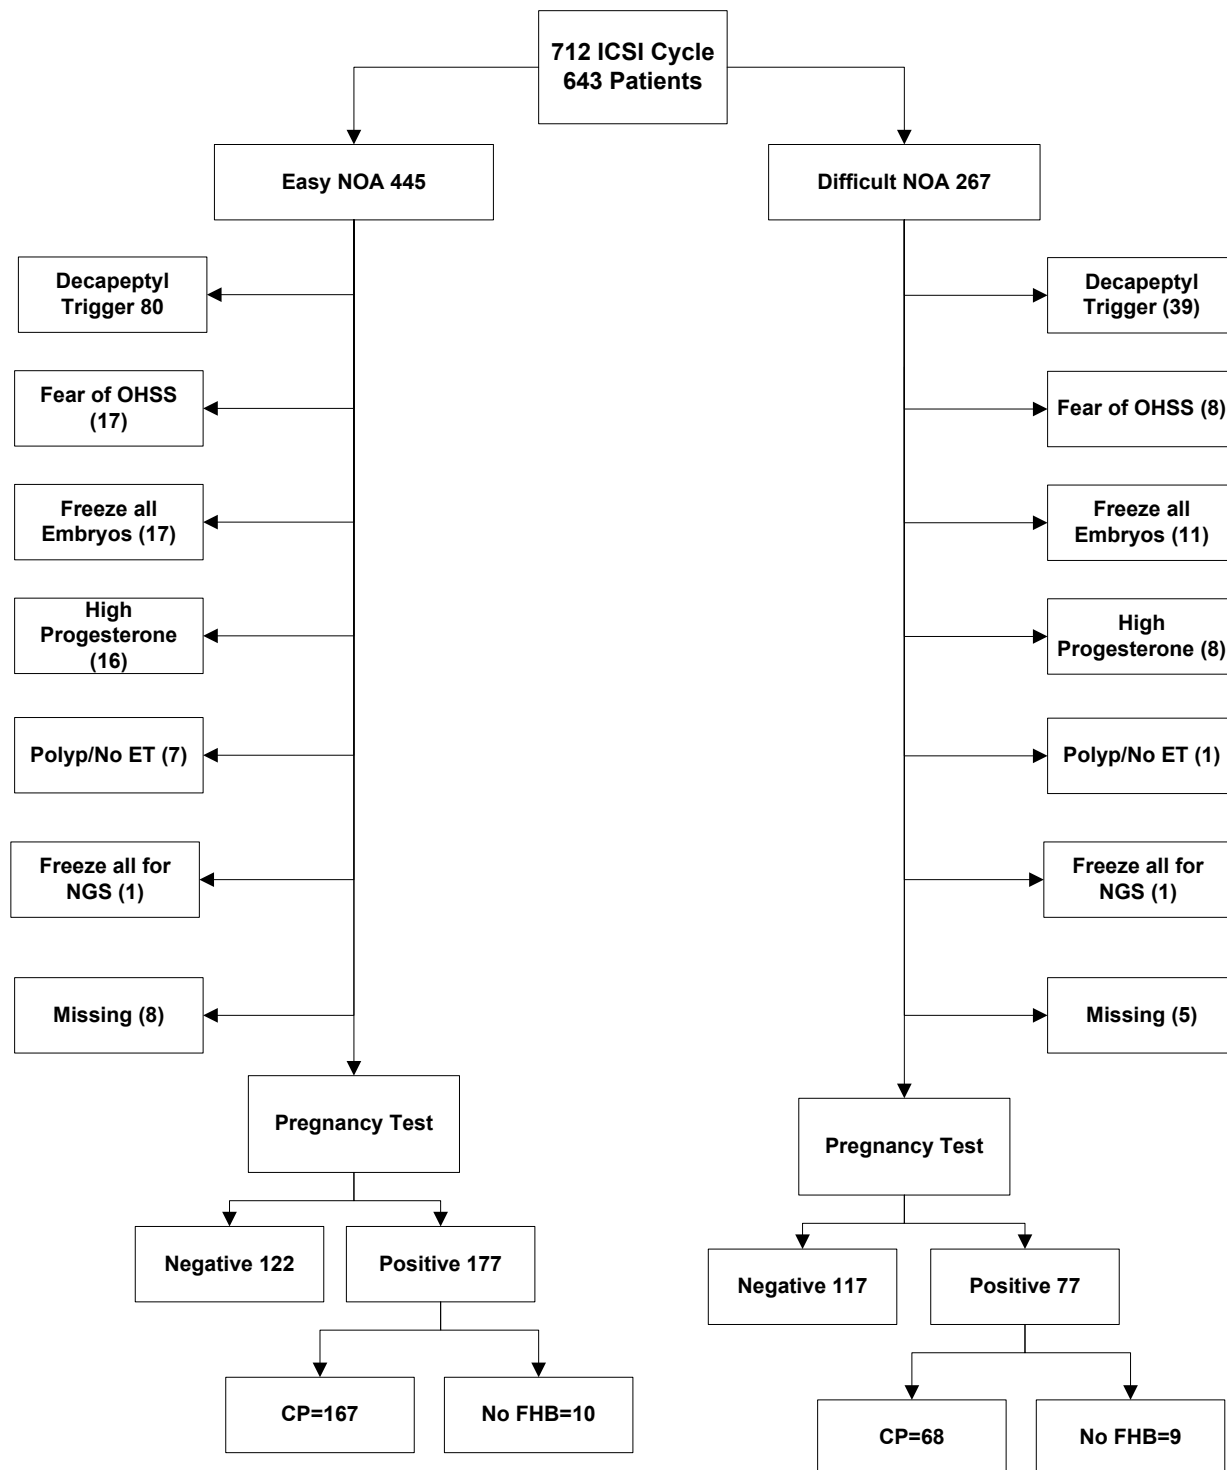 712 ICSI Cycle
643 Patients
Easy NOA 445
Difficult NOA 267
Decapeptyl
Trigger 80
Decapeptyl
Trigger (39)
Fear of OHSS
(17)
Fear of OHSS (8)
Freeze all
Embryos (17)
Freeze all
Embryos (11)
High
Progesterone
(16)
High
Progesterone (8)
Polyp/No ET (7)
Polyp/No ET (1)
Freeze all for
NGS (1)
Freeze all for
NGS (1)
Missing (8)
Missing (5)
Pregnancy Test
Pregnancy Test
Negative 122
Positive 177
Negative 117
Positive 77
CP=167
No FHB=10
CP=68
No FHB=9